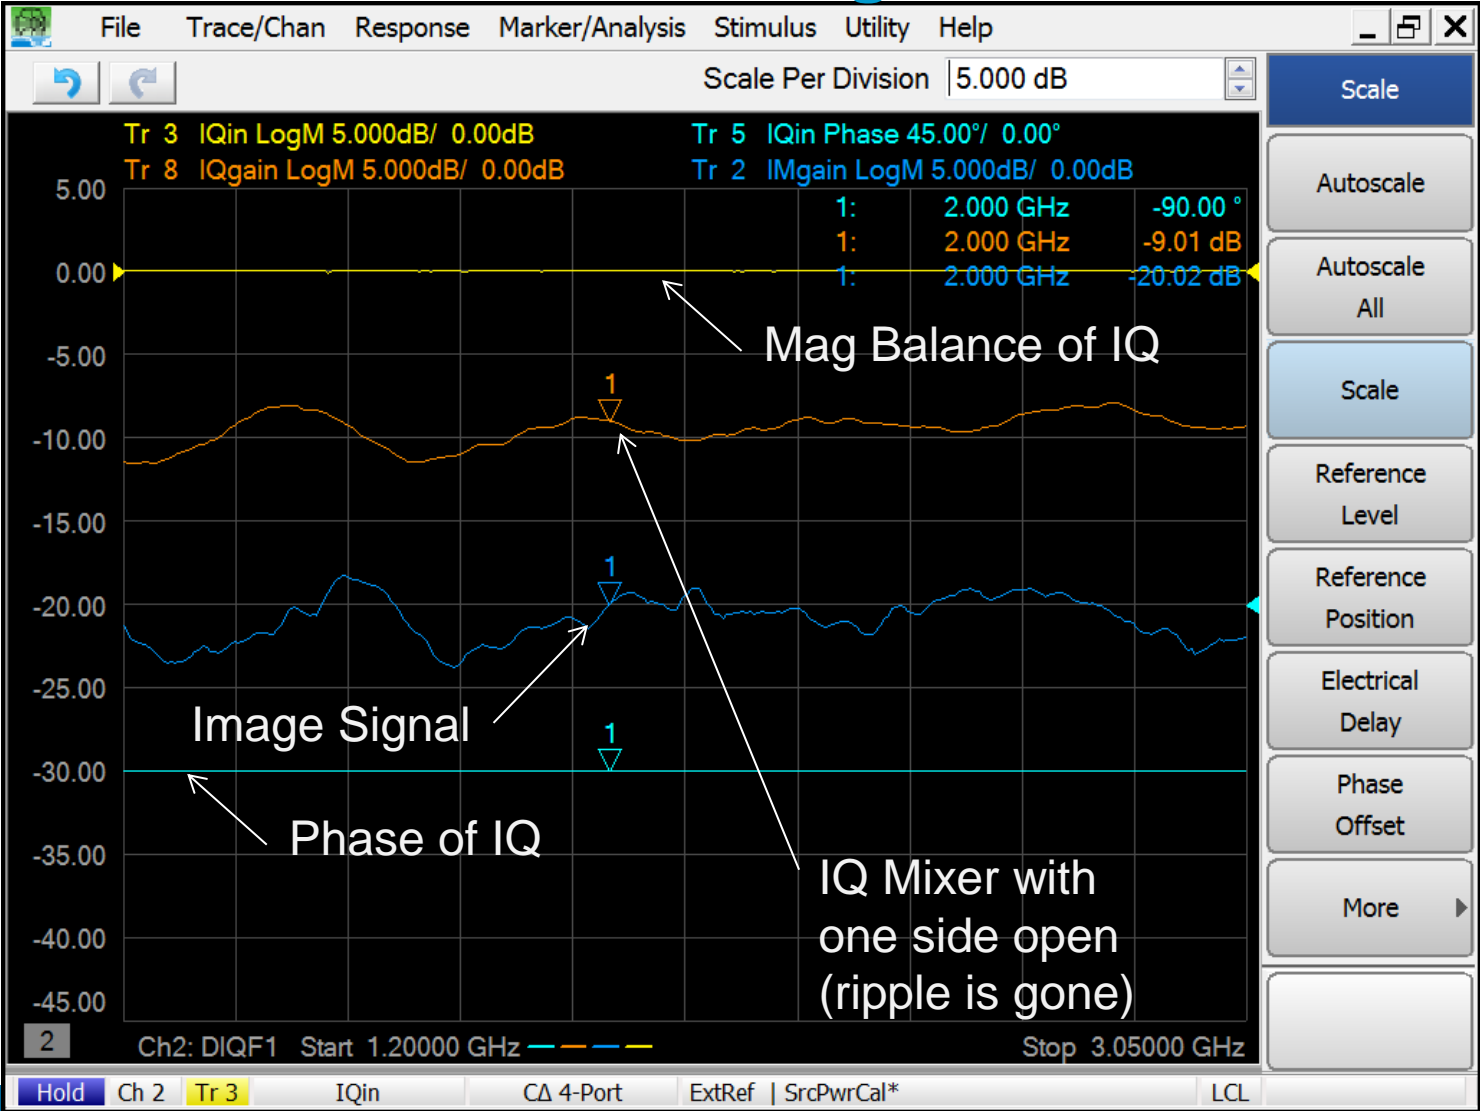 File Trace/Chan Response Marker/Analysis Stimulus Utility Help
Scale Per Division 5.000 dB
Tr 3 IQin LogM 5.000dB/ 0.00dB
Tr 5 IQin Phase 45.00°/ 0.00°
Tr 8 IQgain LogM 5.000dB/ 0.00dB
Tr 2 IMgain LogM 5.000dB/ 0.00dB
1: 2.000 GHz -90.00 °
1: 2.000 GHz -9.01 dB
1: 2.000 GHz -20.02 dB
5.00
0.00
-5.00
-10.00
-15.00
-20.00
-25.00
-30.00
-35.00
-40.00
-45.00
Mag Balance of IQ
1
1
Image Signal
1
Phase of IQ
IQ Mixer with
one side open
(ripple is gone)
2
Ch2: DIQF1 Start 1.20000 GHz
Stop 3.05000 GHz
Scale
Autoscale
Autoscale
All
Scale
Reference
Level
Reference
Position
Electrical
Delay
Phase
Offset
More
Hold Ch 2 Tr 3 IQin CΔ 4-Port ExtRef | SrcPwrCal* LCL